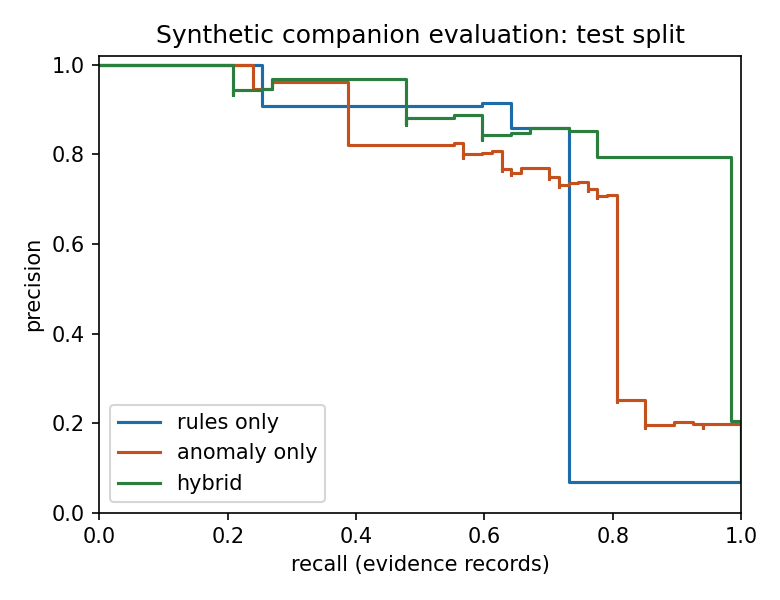 Synthetic companion evaluation: test split
1.0
0.8
0.6
0.4
0.2
0.0
precision
rules only
anomaly only
hybrid
0.0 0.2 0.4 0.6 0.8 1.0
recall (evidence records)